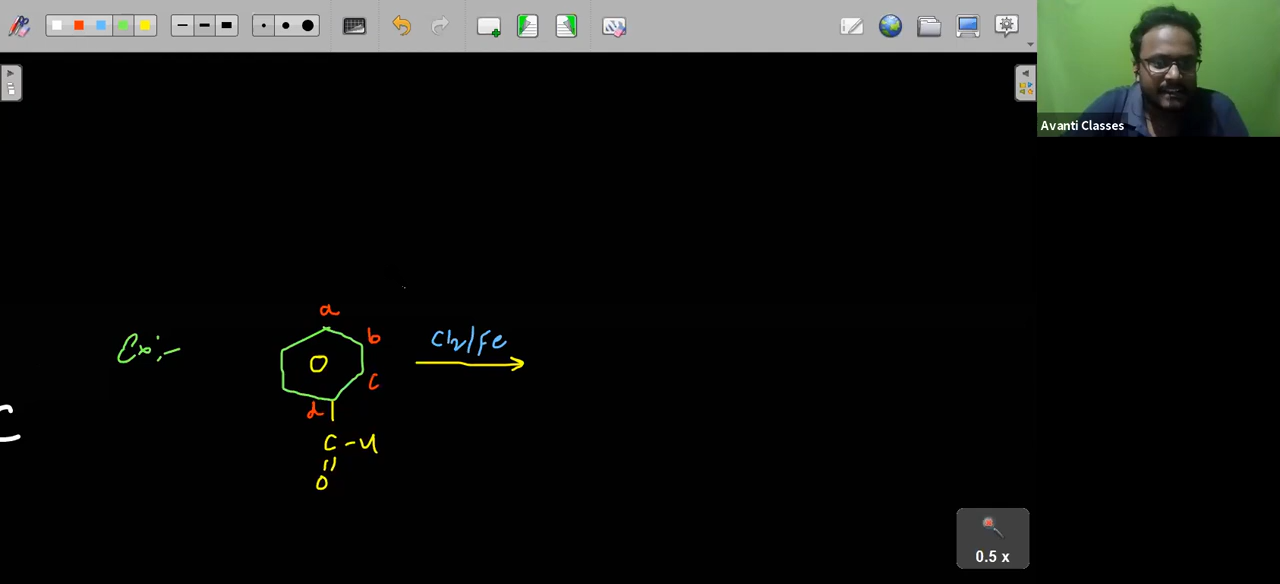 Avanti Classes
a
Ex:-
b
Cl2/Fe
c
d
C-H
O
0.5 x